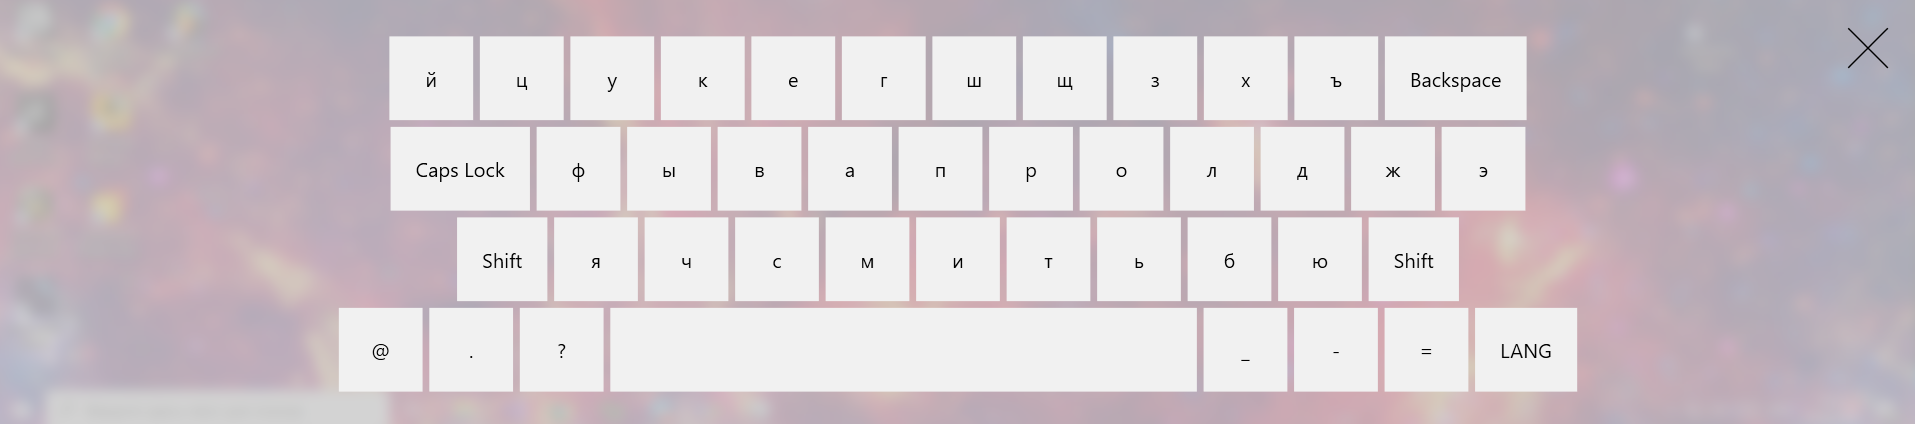 й ц у к е г ш щ з х ъ Backspace
Caps Lock ф ы в а п р о л д ж э
Shift я ч с м и т ь б ю Shift
@ . ? _ - = LANG